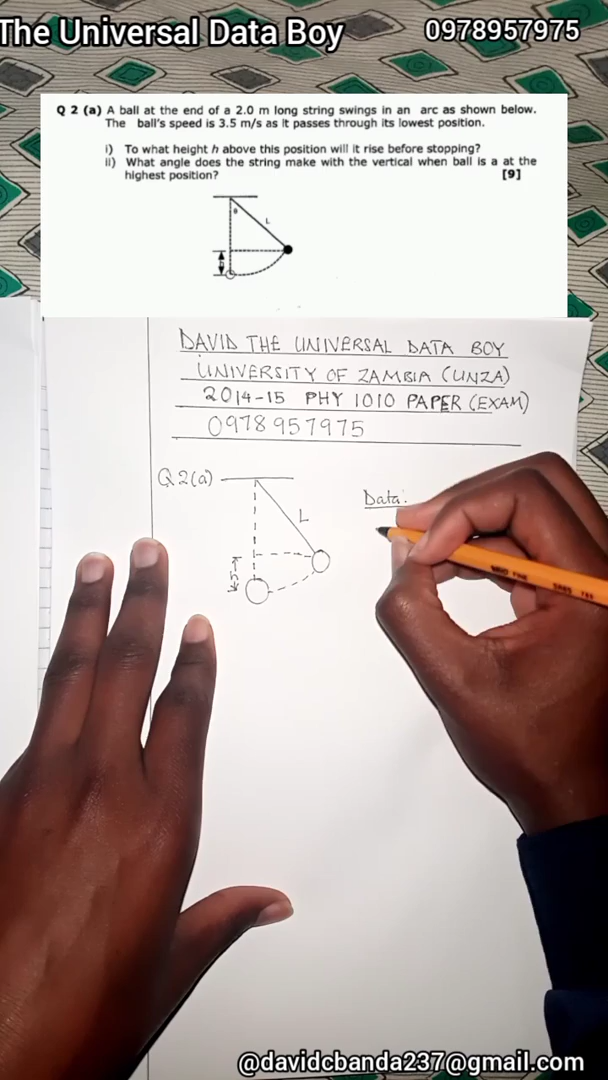 The Universal Data Boy
0978957975
Q 2 (a) A ball at the end of a 2.0 m long string swings in an arc as shown below.
The ball's speed is 3.5 m/s as it passes through its lowest position.
i) To what height h above this position will it rise before stopping?
ii) What angle does the string make with the vertical when ball is a at the
highest position? [9]
θ
L
h
DAVID THE UNIVERSAL DATA BOY
UNIVERSITY OF ZAMBIA (UNZA)
2014-15 PHY 1010 PAPER (EXAM)
0978957975
Q2(a)
Data:
L
h
@davidcbanda237@gmail.com